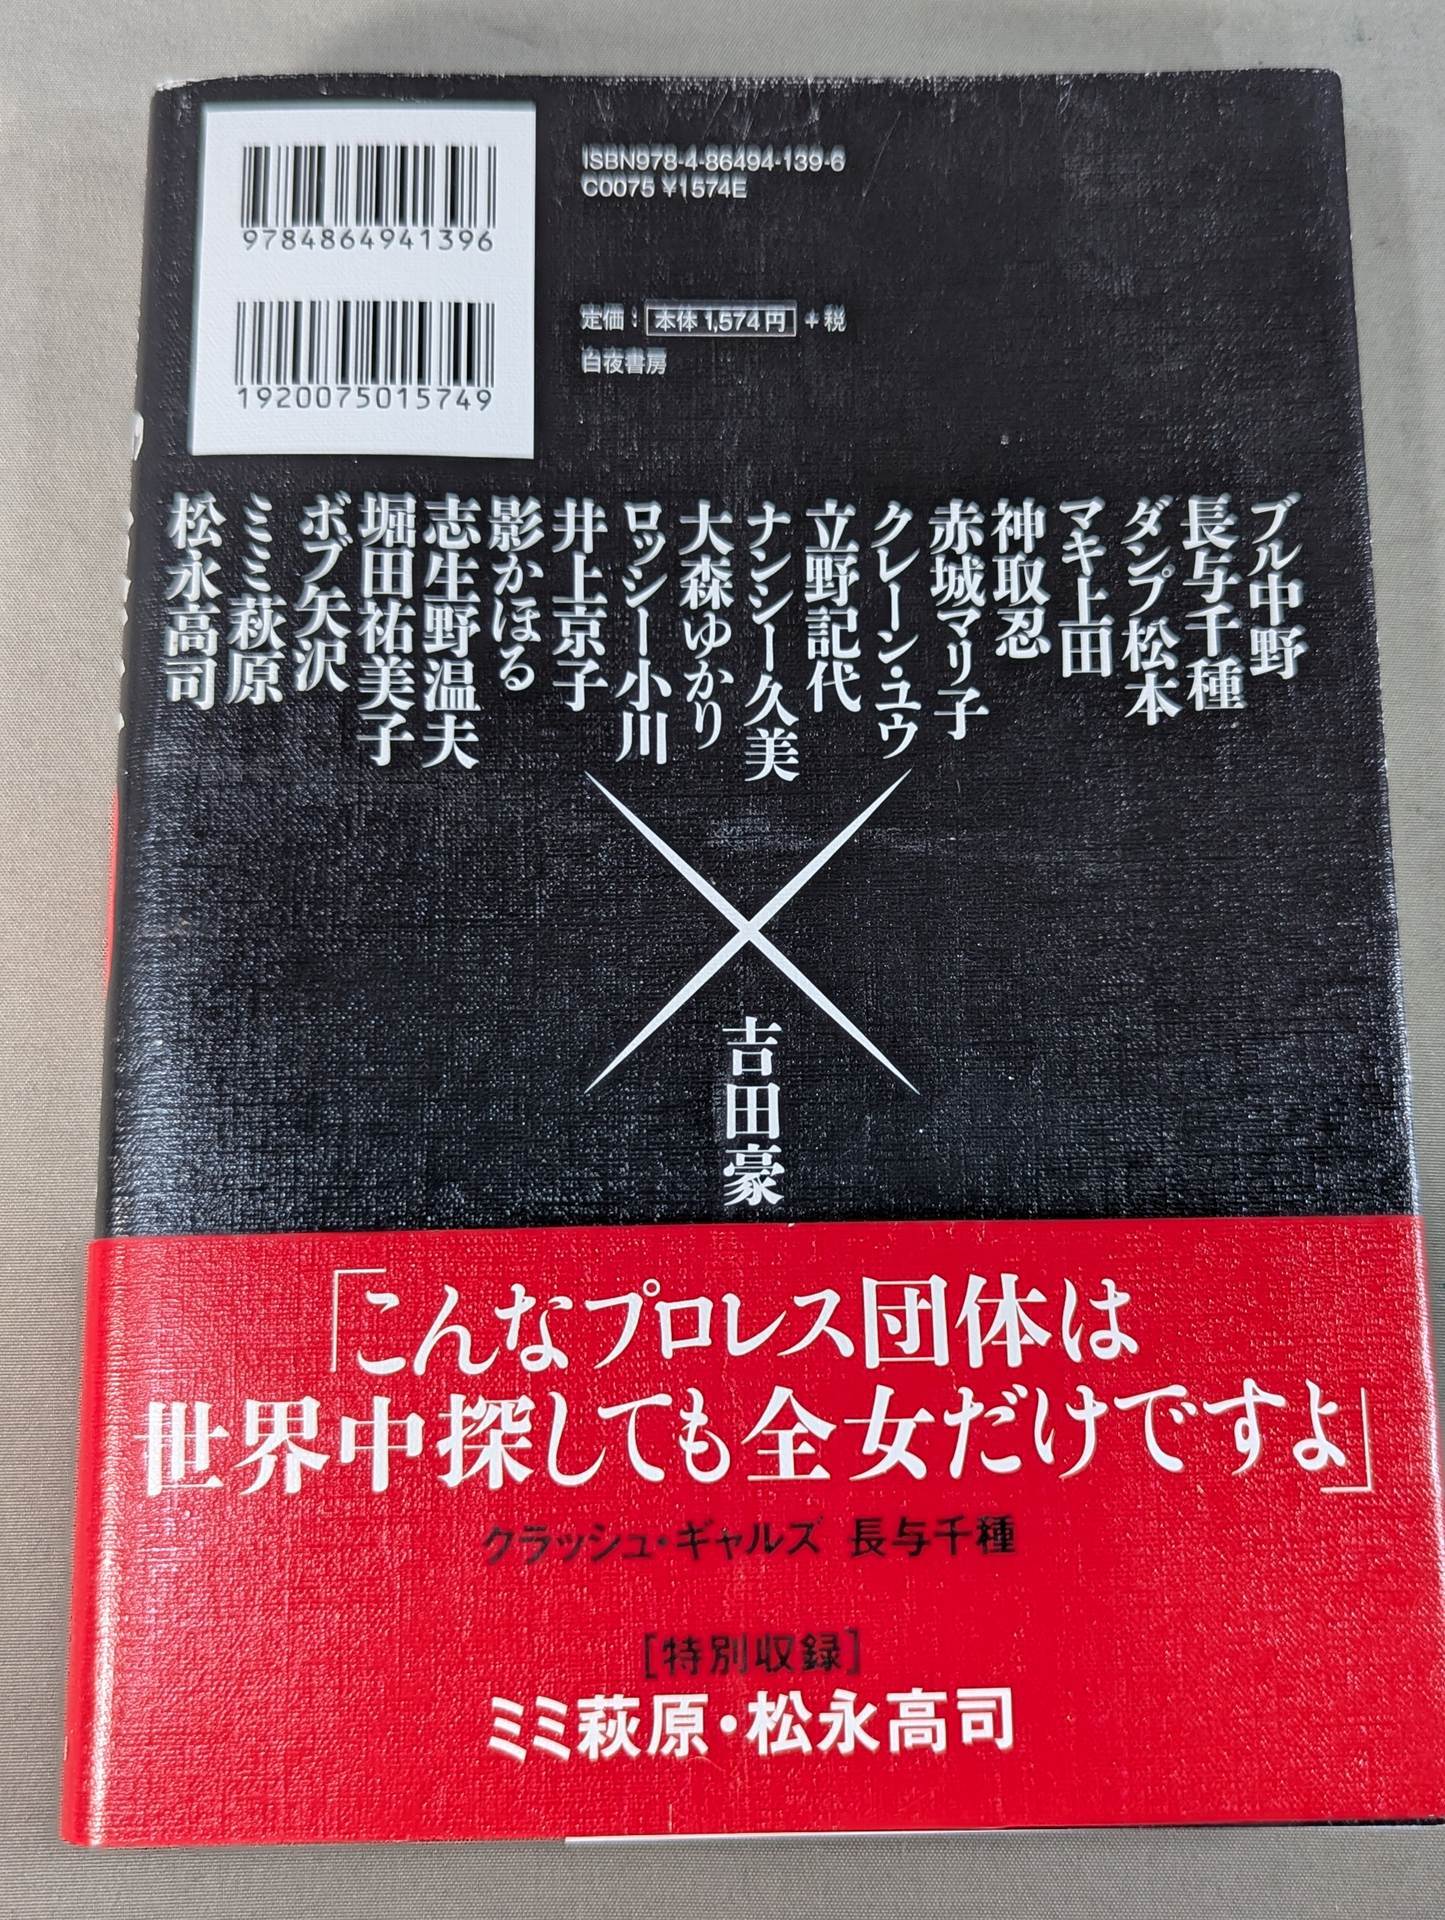 9784864941396
1920075015749
ISBN978-4-86494-139-6
C0075 ¥1574E
定価：本体1,574円＋税
白夜書房
ブル中野
長与千種
ダンプ松本
マキ上田
神取忍
赤城マリ子
クレーン・ユウ
立野記代
ナンシー久美
大森ゆかり
ロッシー小川
井上京子
影かほる
志生野温夫
堀田祐美子
ボブ矢沢
ミミ萩原
松永高司
×
吉田豪
「こんなプロレス団体は
世界中探しても全女だけですよ」
クラッシュ・ギャルズ 長与千種
［特別収録］
ミミ萩原・松永高司